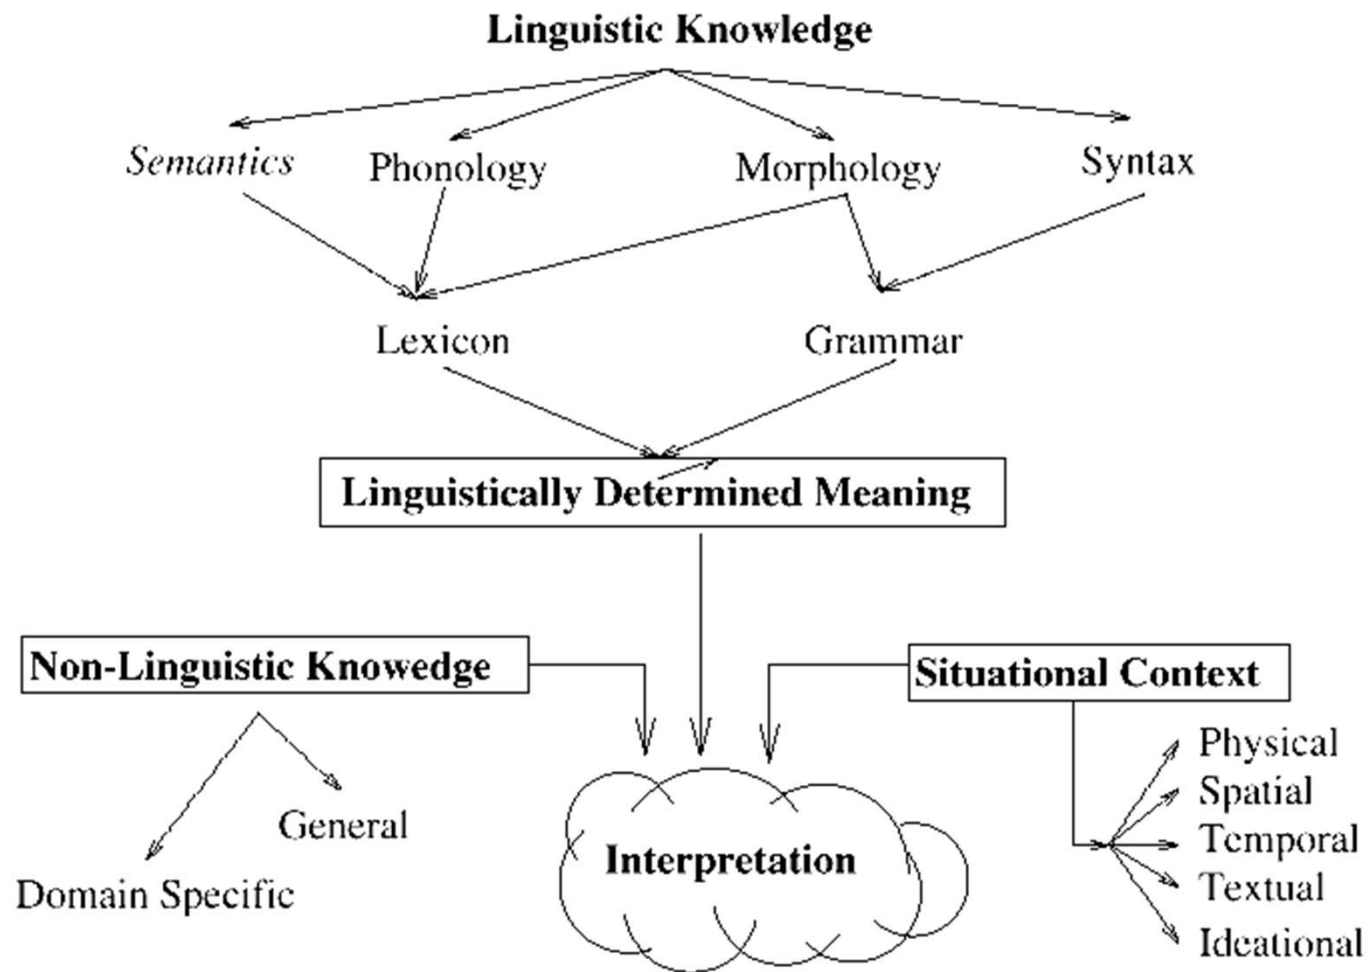 Linguistic Knowledge
Semantics
Phonology
Morphology
Syntax
Lexicon
Grammar
Linguistically Determined Meaning
Non-Linguistic Knowedge
Situational Context
General
Domain Specific
Interpretation
Physical
Spatial
Temporal
Textual
Ideational